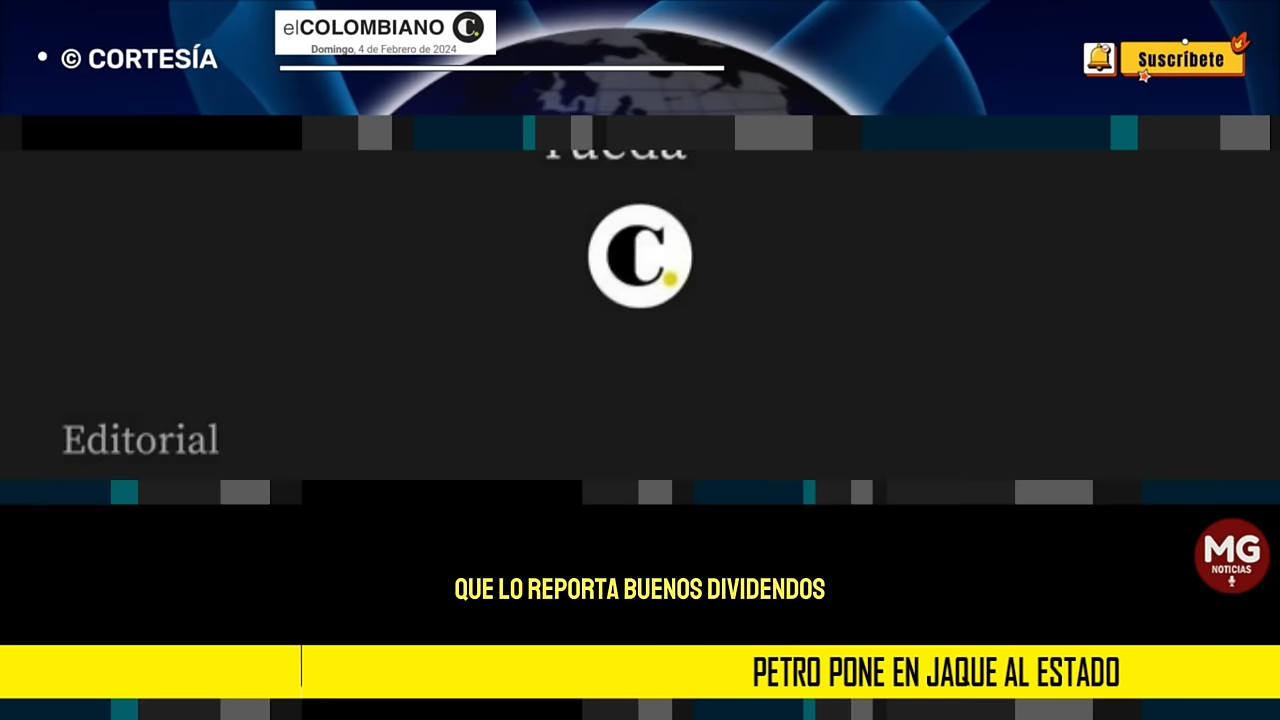 elCOLOMBIANO C.
Domingo, 4 de Febrero de 2024
• © CORTESÍA
Suscríbete
C.
Editorial
MG
NOTICIAS
QUE LO REPORTA BUENOS DIVIDENDOS
PETRO PONE EN JAQUE AL ESTADO